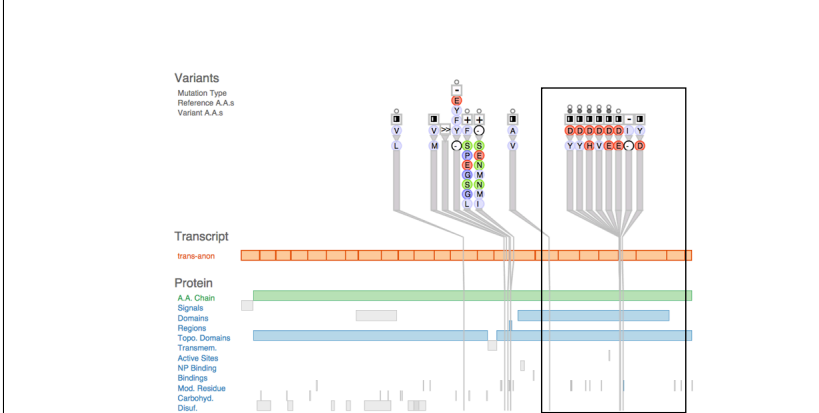 Variants
Mutation Type
Reference A.A.s
Variant A.A.s
-
E
Y
F + + -
V V >> Y F - A D D D D D D I Y
L M - S S V Y Y H V E E - D
P E
E N
G M
S N
G M
L I
Transcript
trans-anon
Protein
A.A. Chain
Signals
Domains
Regions
Topo. Domains
Transmem.
Active Sites
NP Binding
Bindings
Mod. Residue
Carbohyd.
Disuf.